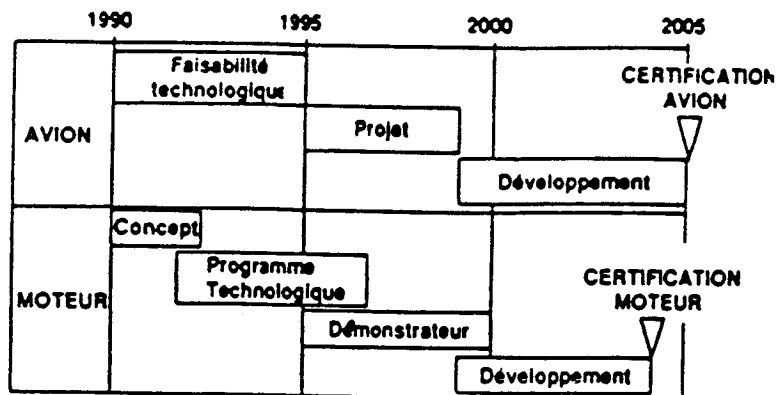 1990 1995 2000 2005
Faisabilité
technologique
CERTIFICATION
AVION
AVION
Projet
Développement
Concept
Programme
Technologique
MOTEUR
CERTIFICATION
MOTEUR
Démonstrateur
Développement